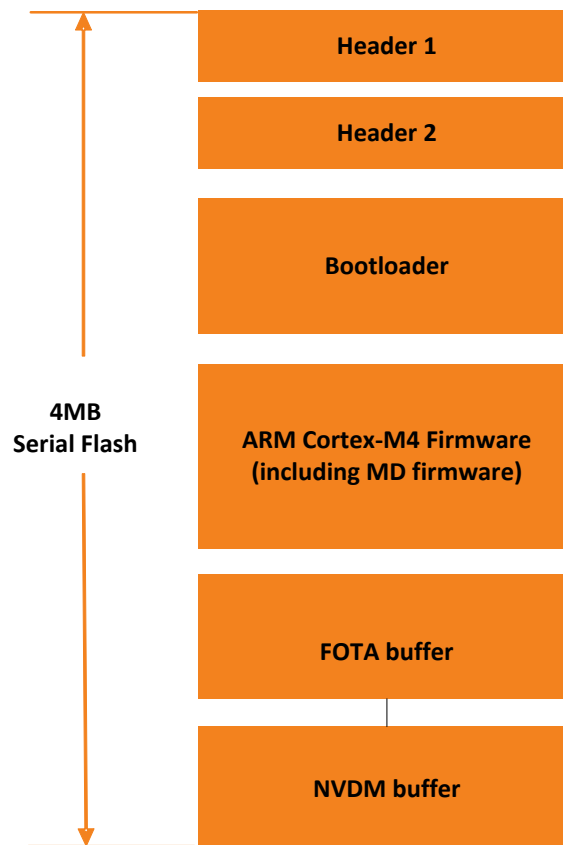 Header 1
Header 2
Bootloader
4MB
Serial Flash
ARM Cortex-M4 Firmware
(including MD firmware)
FOTA buffer
NVDM buffer